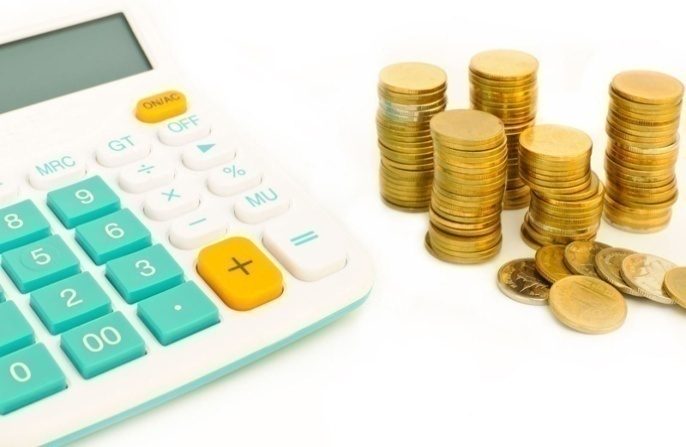 ON/AC
MRC GT OFF
÷ ▶
× %
− MU
+ =
8 9
5 6
2 3
0 00 .